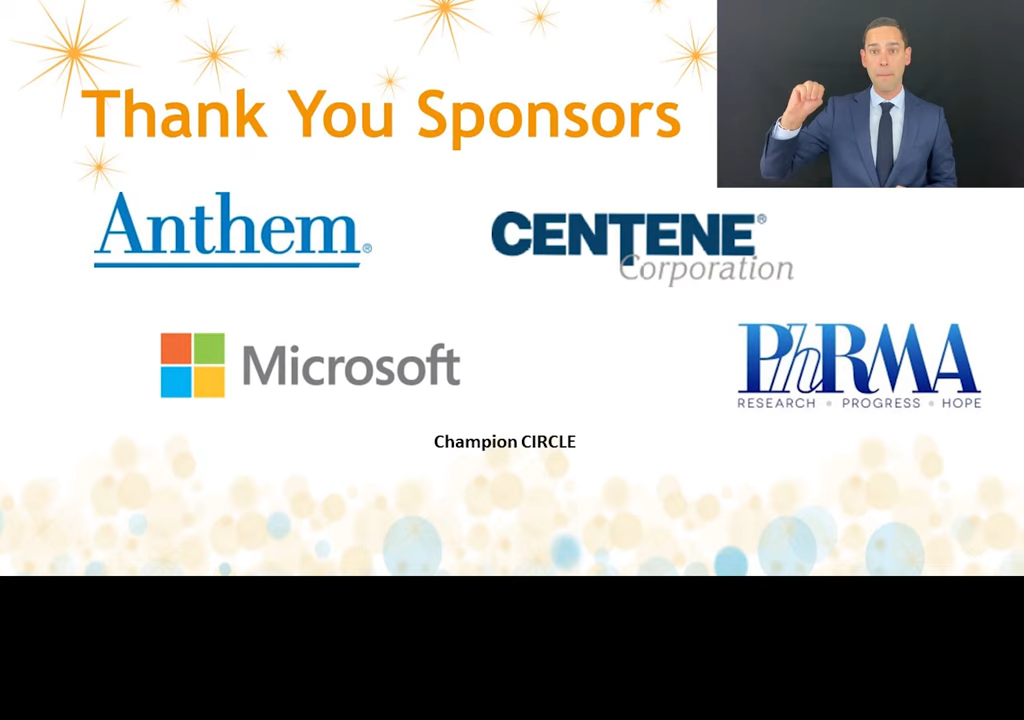 Thank You Sponsors
Anthem®
CENTENE®
Corporation
Microsoft
PhRMA
RESEARCH • PROGRESS • HOPE
Champion CIRCLE